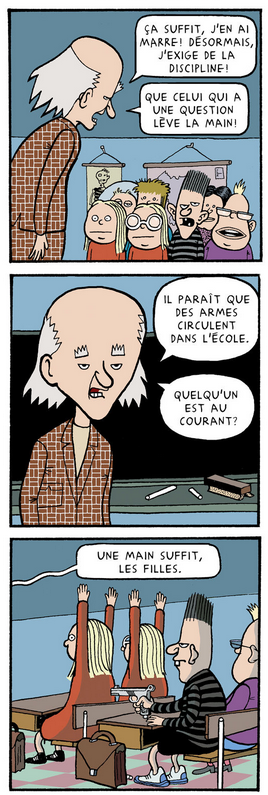 ÇA SUFFIT, J'EN AI
MARRE! DÉSORMAIS,
J'EXIGE DE LA
DISCIPLINE!
QUE CELUI QUI A
UNE QUESTION
LÈVE LA MAIN!
IL PARAÎT QUE
DES ARMES
CIRCULENT
DANS L'ÉCOLE.
QUELQU'UN
EST AU
COURANT?
UNE MAIN SUFFIT,
LES FILLES.